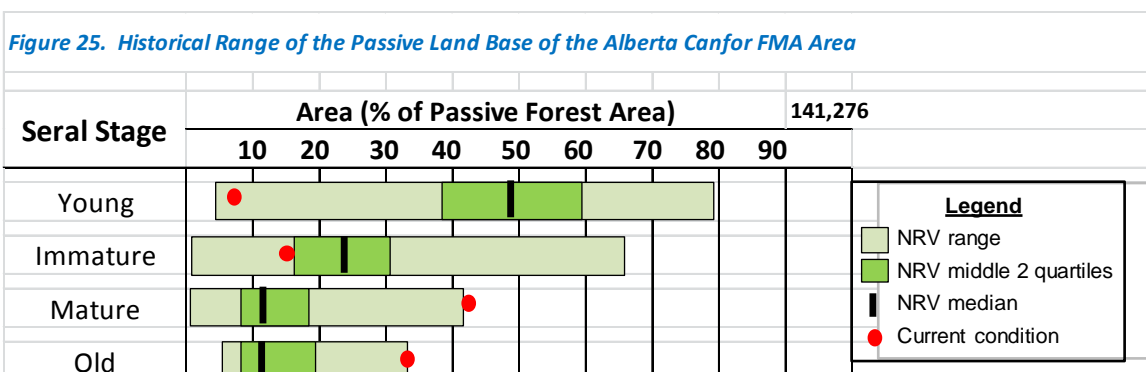 Figure 25. Historical Range of the Passive Land Base of the Alberta Canfor FMA Area
Seral Stage
Area (% of Passive Forest Area)
141,276
10 20 30 40 50 60 70 80 90
Young
Immature
Mature
Old
Legend
NRV range
NRV middle 2 quartiles
NRV median
Current condition